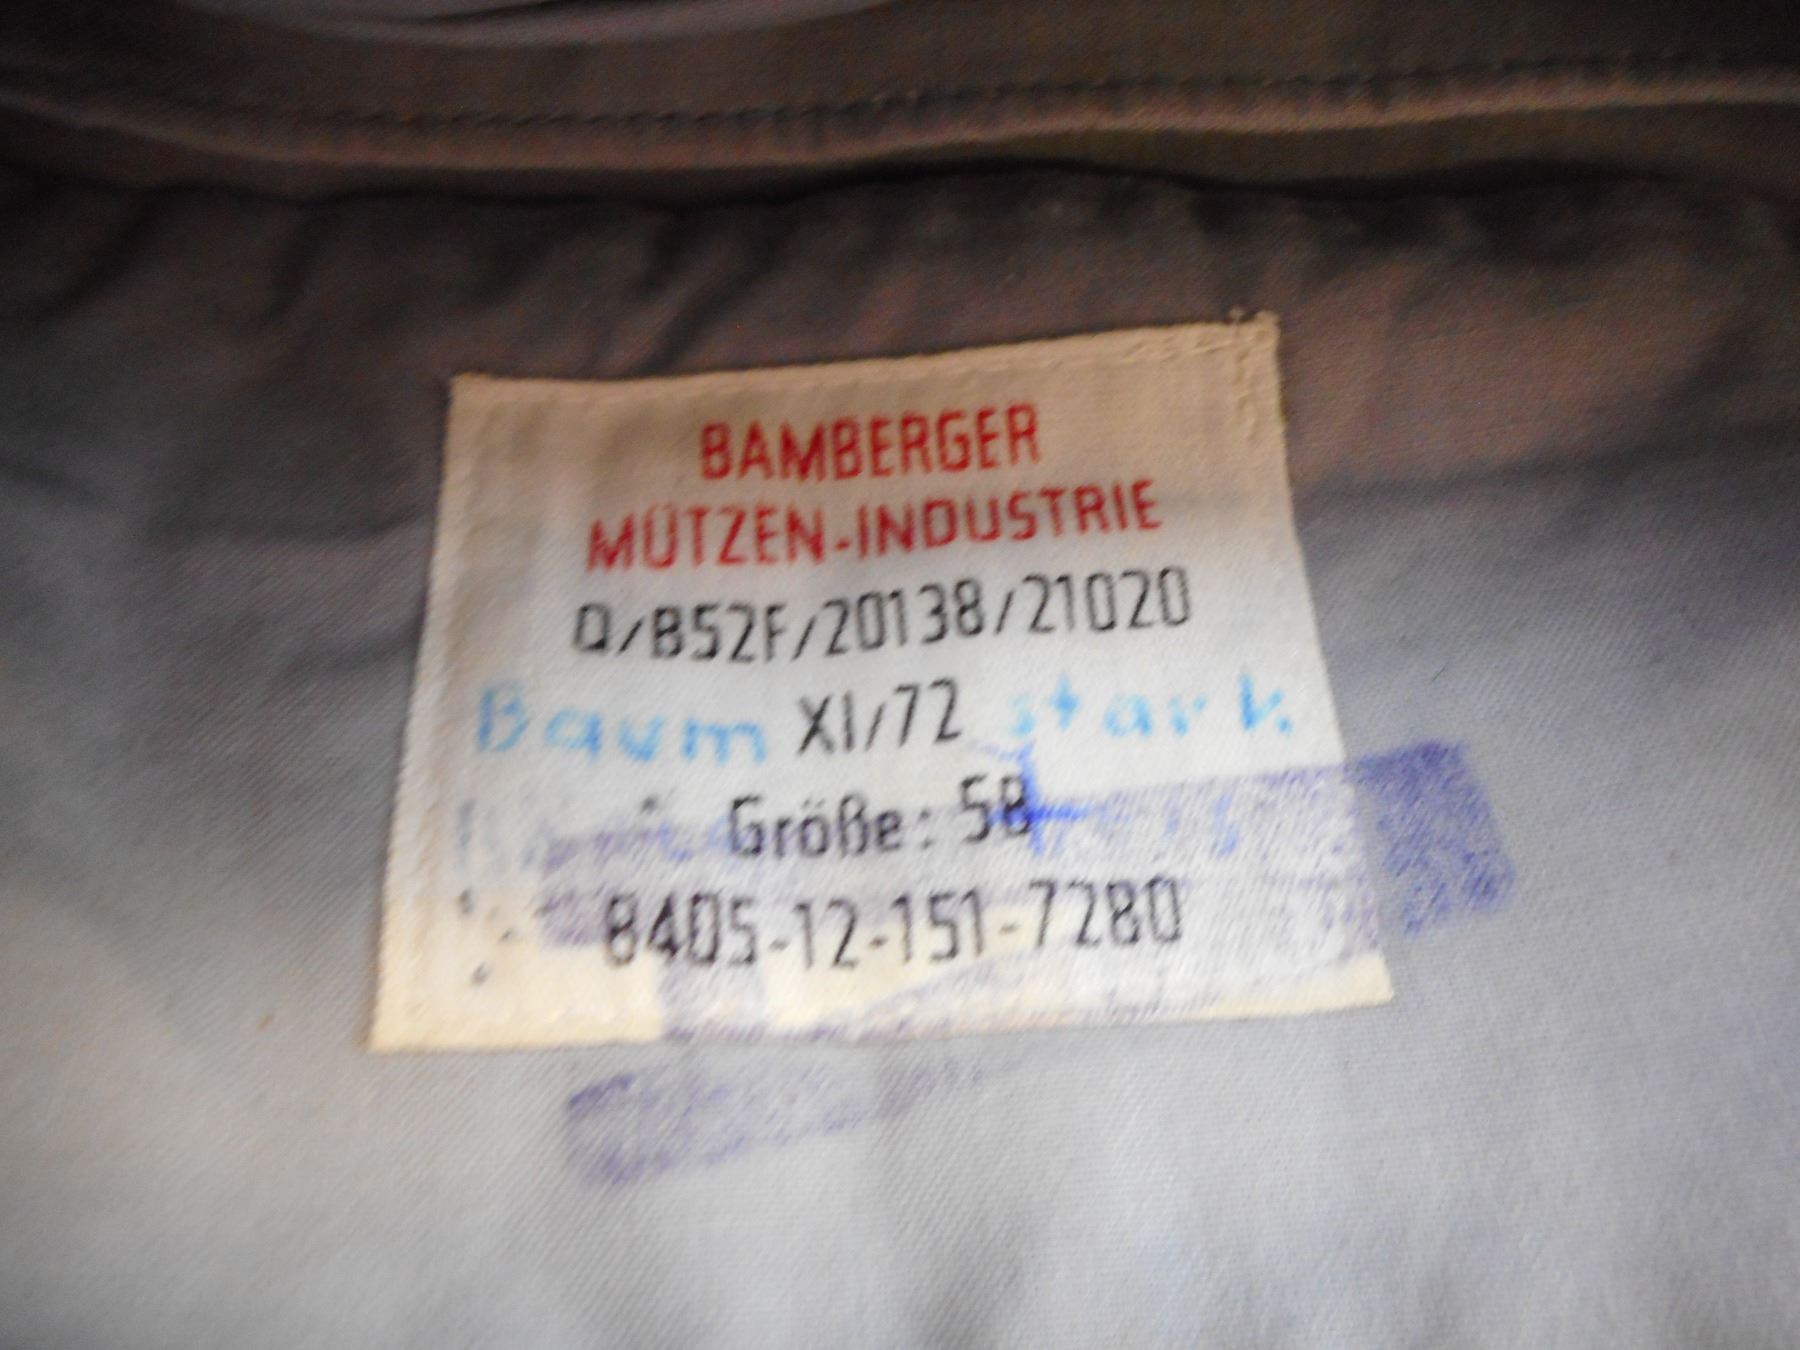 BAMBERGER
MÜTZEN-INDUSTRIE
Q/B52F/20138/21020
Baum XI/72 stark
Größe: 58
8405-12-151-7280